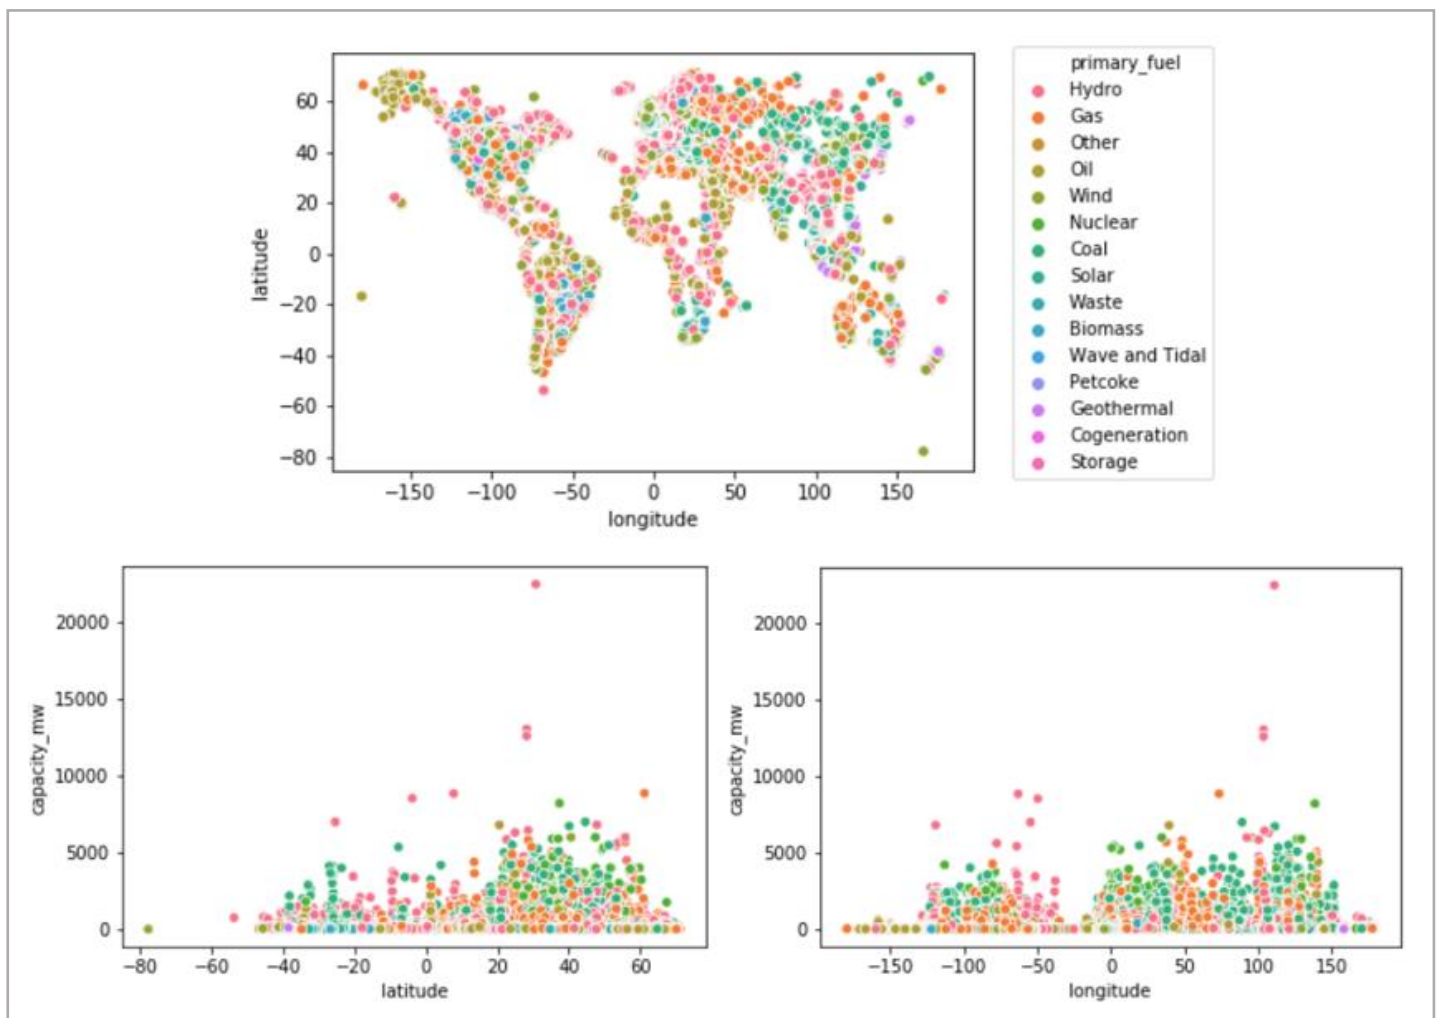 primary_fuel
Hydro
Gas
Other
Oil
Wind
Nuclear
Coal
Solar
Waste
Biomass
Wave and Tidal
Petcoke
Geothermal
Cogeneration
Storage
60
40
20
0
−20
−40
−60
−80
latitude
−150 −100 −50 0 50 100 150
longitude
20000
15000
10000
5000
0
capacity_mw
−80 −60 −40 −20 0 20 40 60
latitude
20000
15000
10000
5000
0
capacity_mw
−150 −100 −50 0 50 100 150
longitude